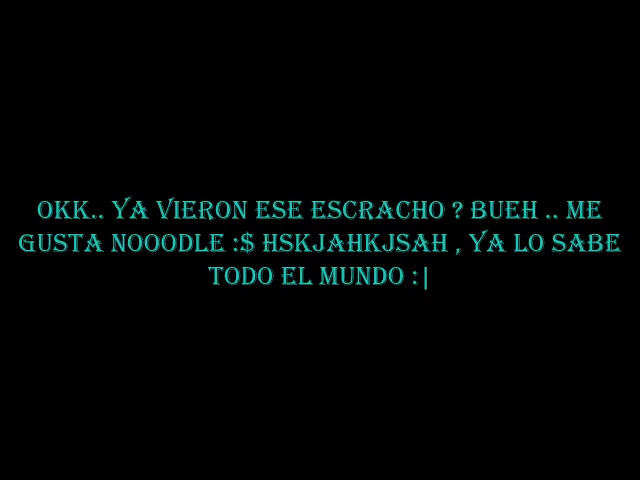 OKK.. YA VIERON ESE ESCRACHO ? BUEH .. ME
GUSTA NOOODLE :$ HSKJAHKJSAH , YA LO SABE
TODO EL MUNDO :|